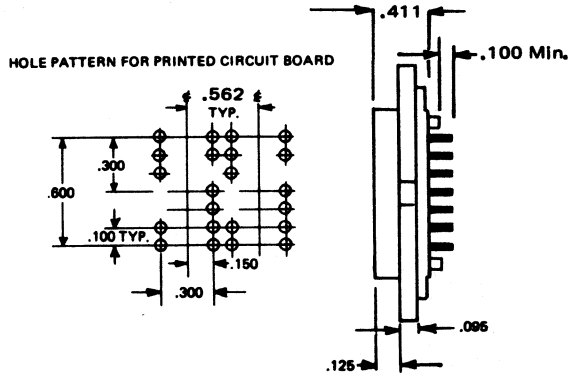 .411
.100 Min.
HOLE PATTERN FOR PRINTED CIRCUIT BOARD
℄ .562 ℄
TYP.
.300
.600
.100 TYP.
.150
.300
.095
.125